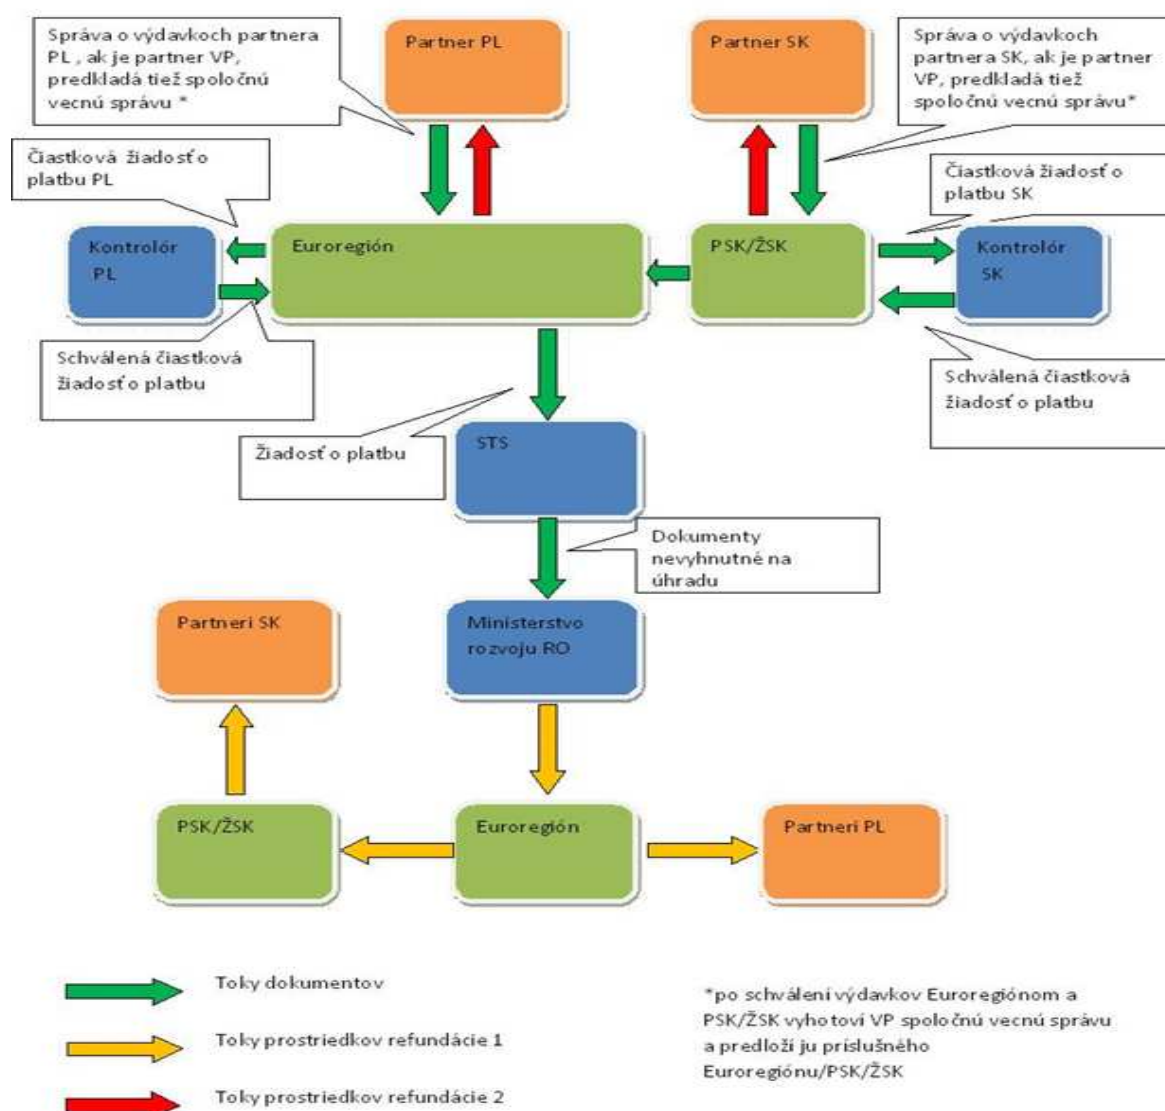 Správa o výdavkoch partnera
PL , ak je partner VP,
predkladá tiež spoločnú
vecnú správu *
Partner PL
Partner SK
Správa o výdavkoch
partnera SK, ak je partner
VP, predkladá tiež
spoločnú vecnú správu*
Čiastková žiadosť o
platbu PL
Čiastková žiadosť o
platbu SK
Kontrolór
PL
Euroregión
PSK/ŽSK
Kontrolór
SK
Schválená čiastková
žiadosť o platbu
Schválená čiastková
žiadosť o platbu
Žiadosť o platbu
STS
Dokumenty
nevyhnutné na
úhradu
Partneri SK
Ministerstvo
rozvoju RO
PSK/ŽSK
Euroregión
Partneri PL
Toky dokumentov
Toky prostriedkov refundácie 1
Toky prostriedkov refundácie 2
*po schválení výdavkov Euroregiónom a
PSK/ŽSK vyhotoví VP spoločnú vecnú správu
a predloží ju príslušného
Euroregiónu/PSK/ŽSK